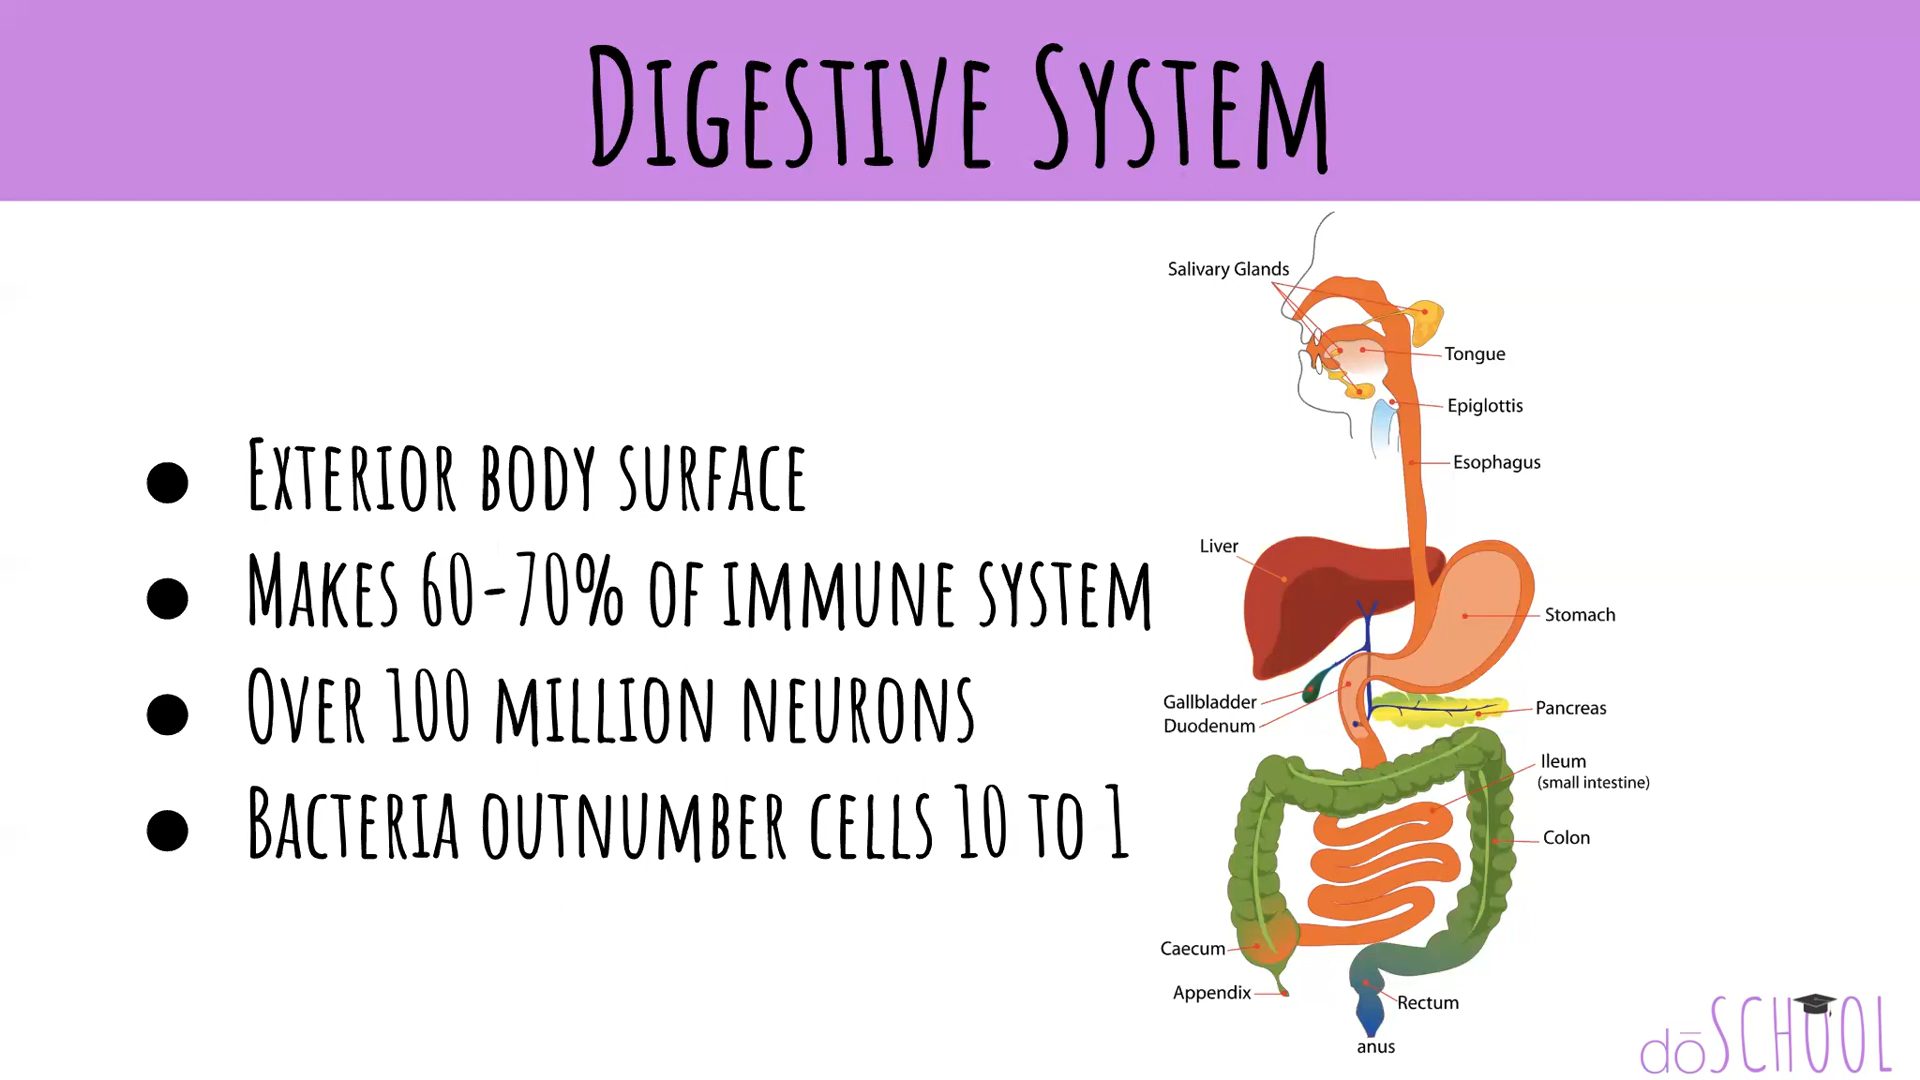 Digestive System
Exterior body surface
Makes 60-70% of immune system
Over 100 million neurons
Bacteria outnumber cells 10 to 1
Salivary Glands
Tongue
Epiglottis
Esophagus
Liver
Stomach
Gallbladder
Duodenum
Pancreas
Ileum
(small intestine)
Colon
Caecum
Appendix
Rectum
anus
dōSCHOOL